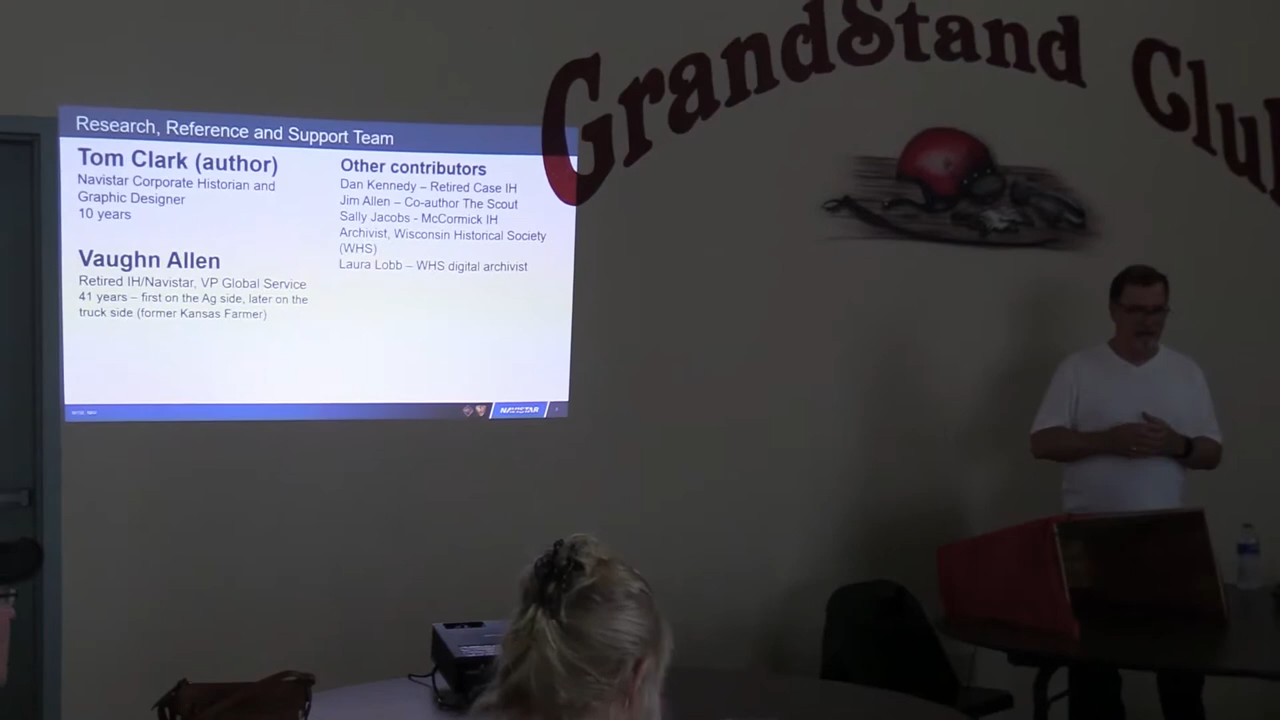 GrandStand Club
Research, Reference and Support Team
Tom Clark (author)
Navistar Corporate Historian and
Graphic Designer
10 years
Vaughn Allen
Retired IH/Navistar, VP Global Service
41 years – first on the Ag side, later on the
truck side (former Kansas Farmer)
Other contributors
Dan Kennedy – Retired Case IH
Jim Allen – Co-author The Scout
Sally Jacobs - McCormick IH
Archivist, Wisconsin Historical Society
(WHS)
Laura Lobb – WHS digital archivist
NAVISTAR